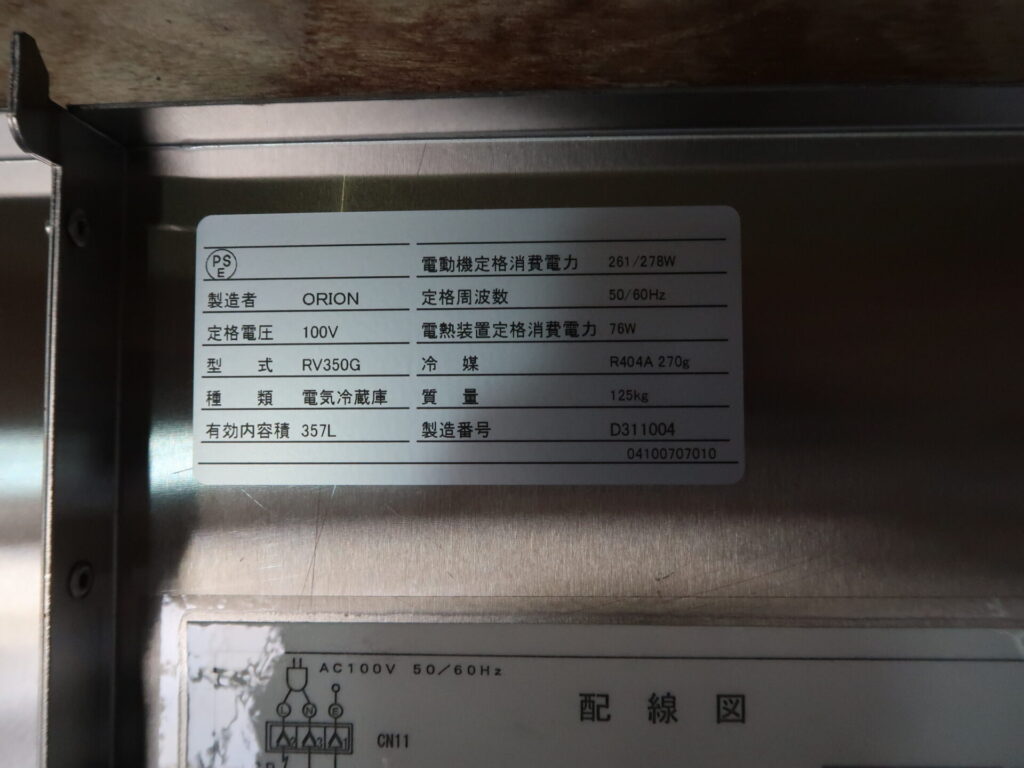 PS
E
製造者 ORION
定格電圧 100V
型 式 RV350G
種 類 電気冷蔵庫
有効内容積 357L
電動機定格消費電力 261/278W
定格周波数 50/60Hz
電熱装置定格消費電力 76W
冷 媒 R404A 270g
質 量 125kg
製造番号 D311004
04100707010
AC100V 50/60Hz
配線図
L N E
2 3 1
CN11